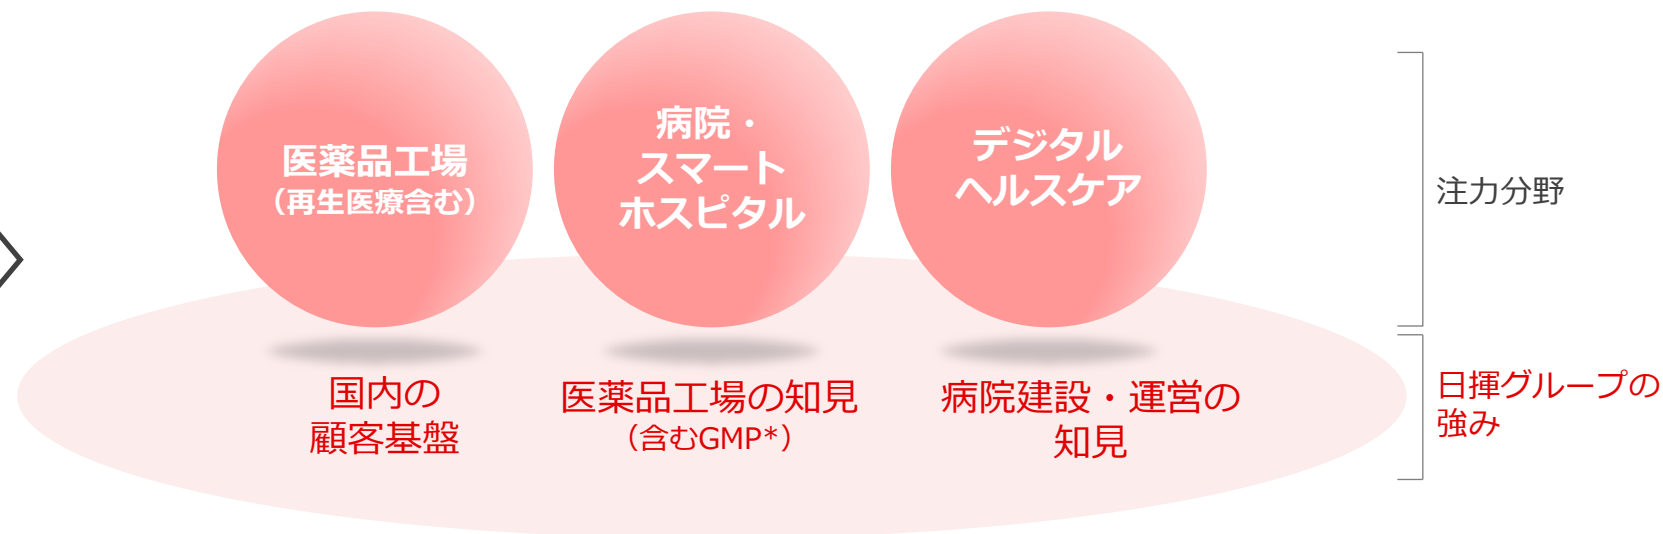 医薬品工場
（再生医療含む）
病院・
スマート
ホスピタル
デジタル
ヘルスケア
注力分野
国内の
顧客基盤
医薬品工場の知見
（含むGMP*）
病院建設・運営の
知見
日揮グループの
強み